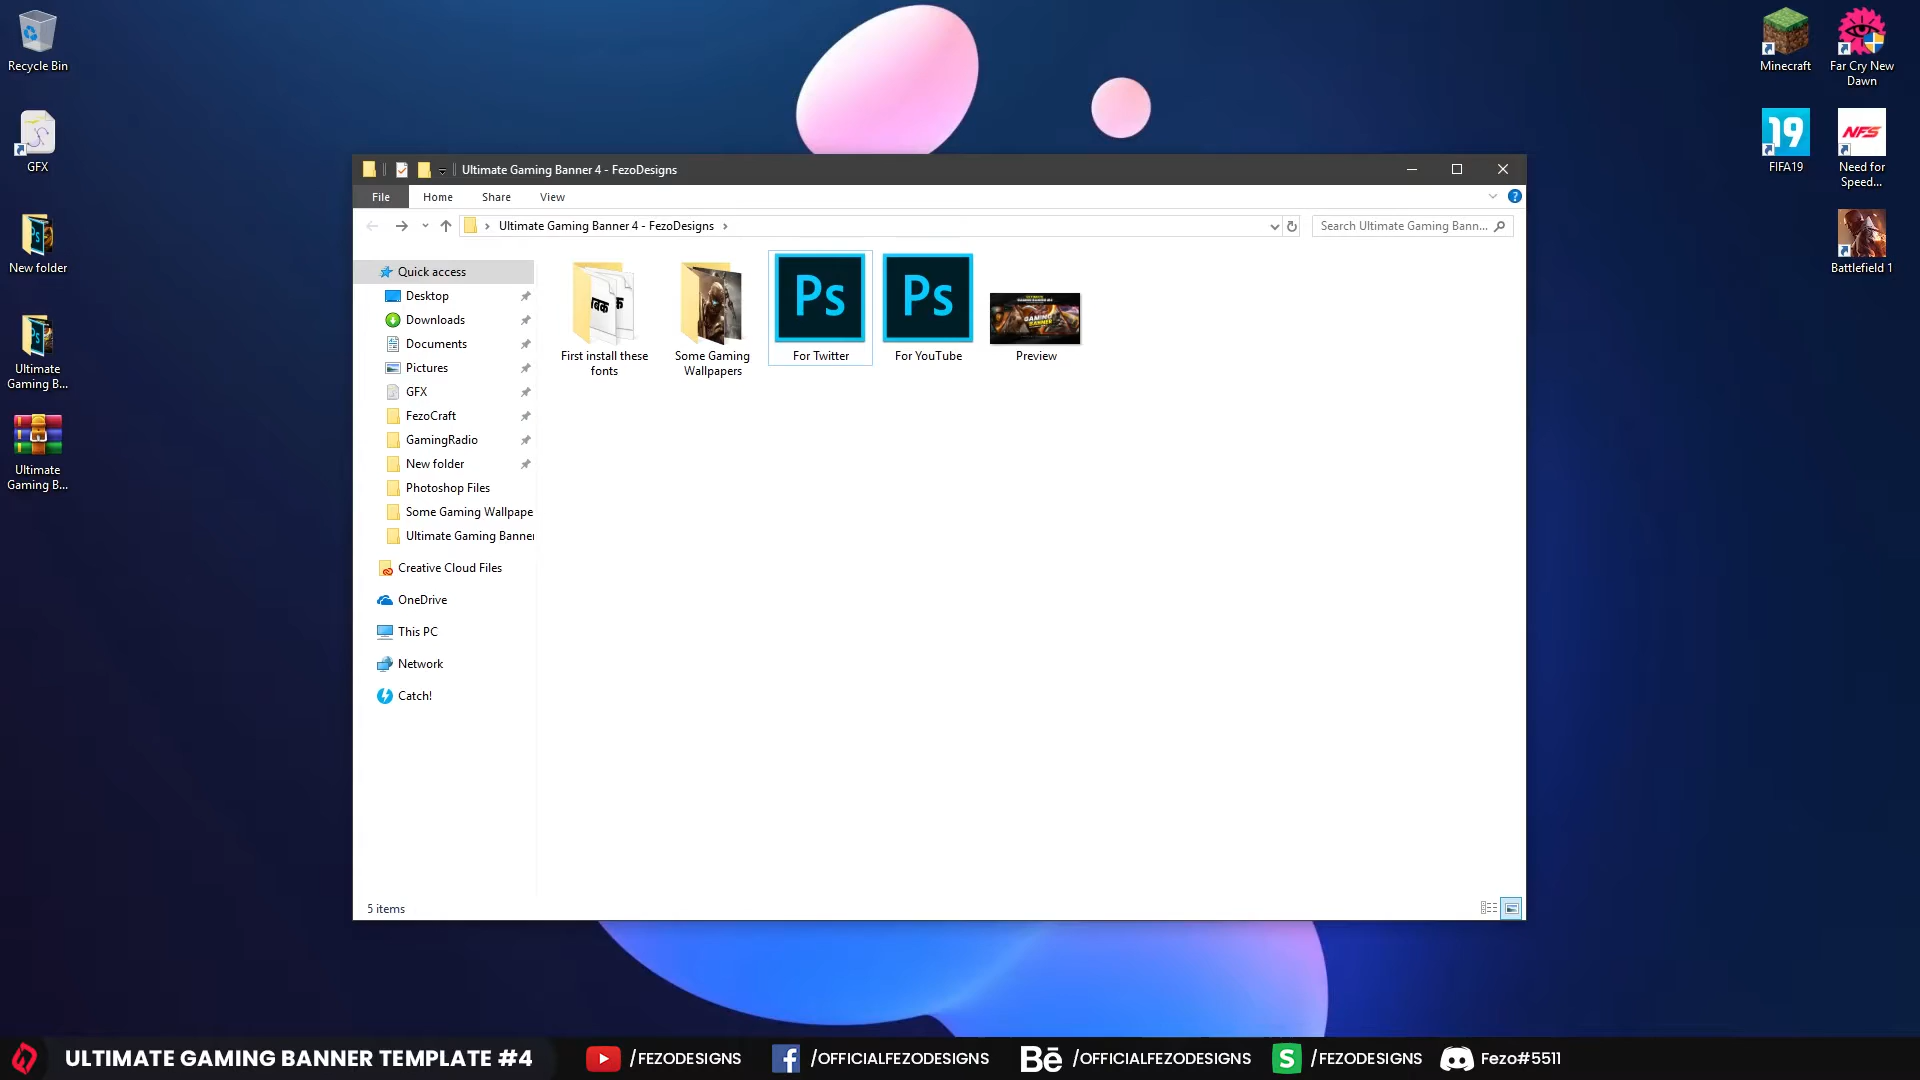 Recycle Bin
GFX
New folder
Ultimate
Gaming B...
Ultimate
Gaming B...
Minecraft
Far Cry New
Dawn
19
FIFA19
NFS
Need for
Speed...
Battlefield 1
Ultimate Gaming Banner 4 - FezoDesigns
File
Home
Share
View
?
Ultimate Gaming Banner 4 - FezoDesigns
Search Ultimate Gaming Bann...
Quick access
Desktop
Downloads
Documents
Pictures
GFX
FezoCraft
GamingRadio
New folder
Photoshop Files
Some Gaming Wallpape
Ultimate Gaming Banner
Creative Cloud Files
OneDrive
This PC
Network
Catch!
First install these
fonts
Some Gaming
Wallpapers
Ps
For Twitter
Ps
For YouTube
GAMING
BANNER
Preview
5 items
ULTIMATE GAMING BANNER TEMPLATE #4
/FEZODESIGNS
/OFFICIALFEZODESIGNS
Bē /OFFICIALFEZODESIGNS
S /FEZODESIGNS
Fezo#5511